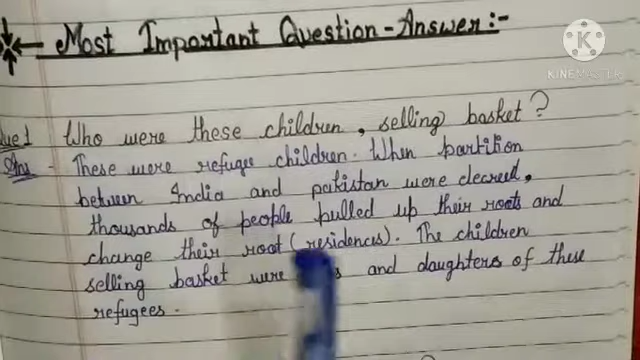 Most Important Question-Answer:-
KINEMASTER
Que 1 Who were these children, selling basket?
Ans - These were refugee children. When partition
between India and pakistan were decreed,
thousands of people pulled up their roots and
change their root (residences). The children
selling basket were and daughters of these
refugees.